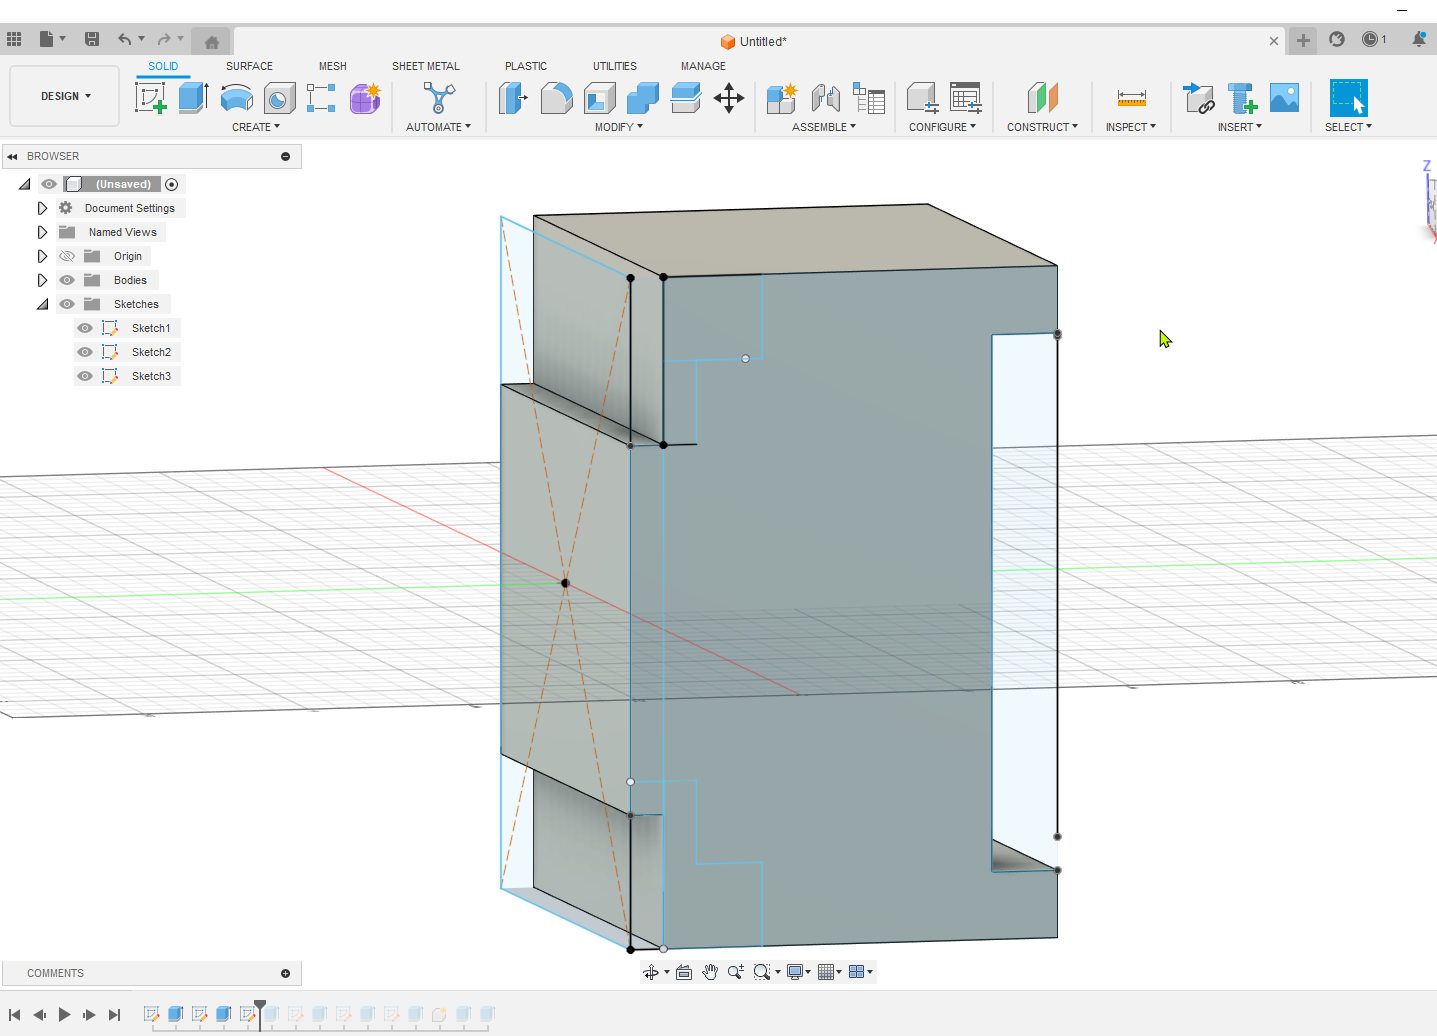 Untitled*
1
SOLID SURFACE MESH SHEET METAL PLASTIC UTILITIES MANAGE
DESIGN
CREATE AUTOMATE MODIFY ASSEMBLE CONFIGURE CONSTRUCT INSPECT INSERT SELECT
BROWSER
(Unsaved)
Document Settings
Named Views
Origin
Bodies
Sketches
Sketch1
Sketch2
Sketch3
Z
COMMENTS